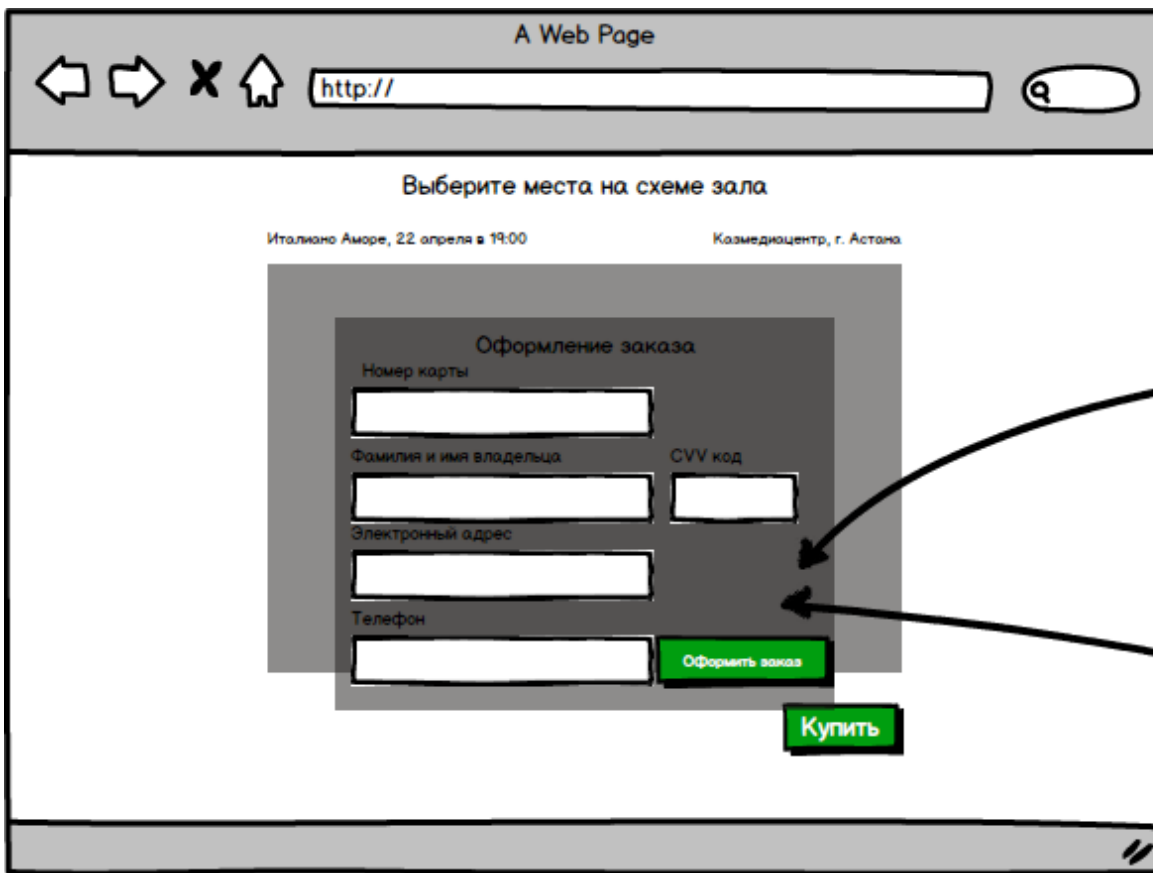 A Web Page
http://
Выберите места на схеме зала
Италиано Аморе, 22 апреля в 19:00
Казмедиацентр, г. Астана
Оформление заказа
Номер карты
Фамилия и имя владельца
CVV код
Электронный адрес
Телефон
Оформить заказ
Купить